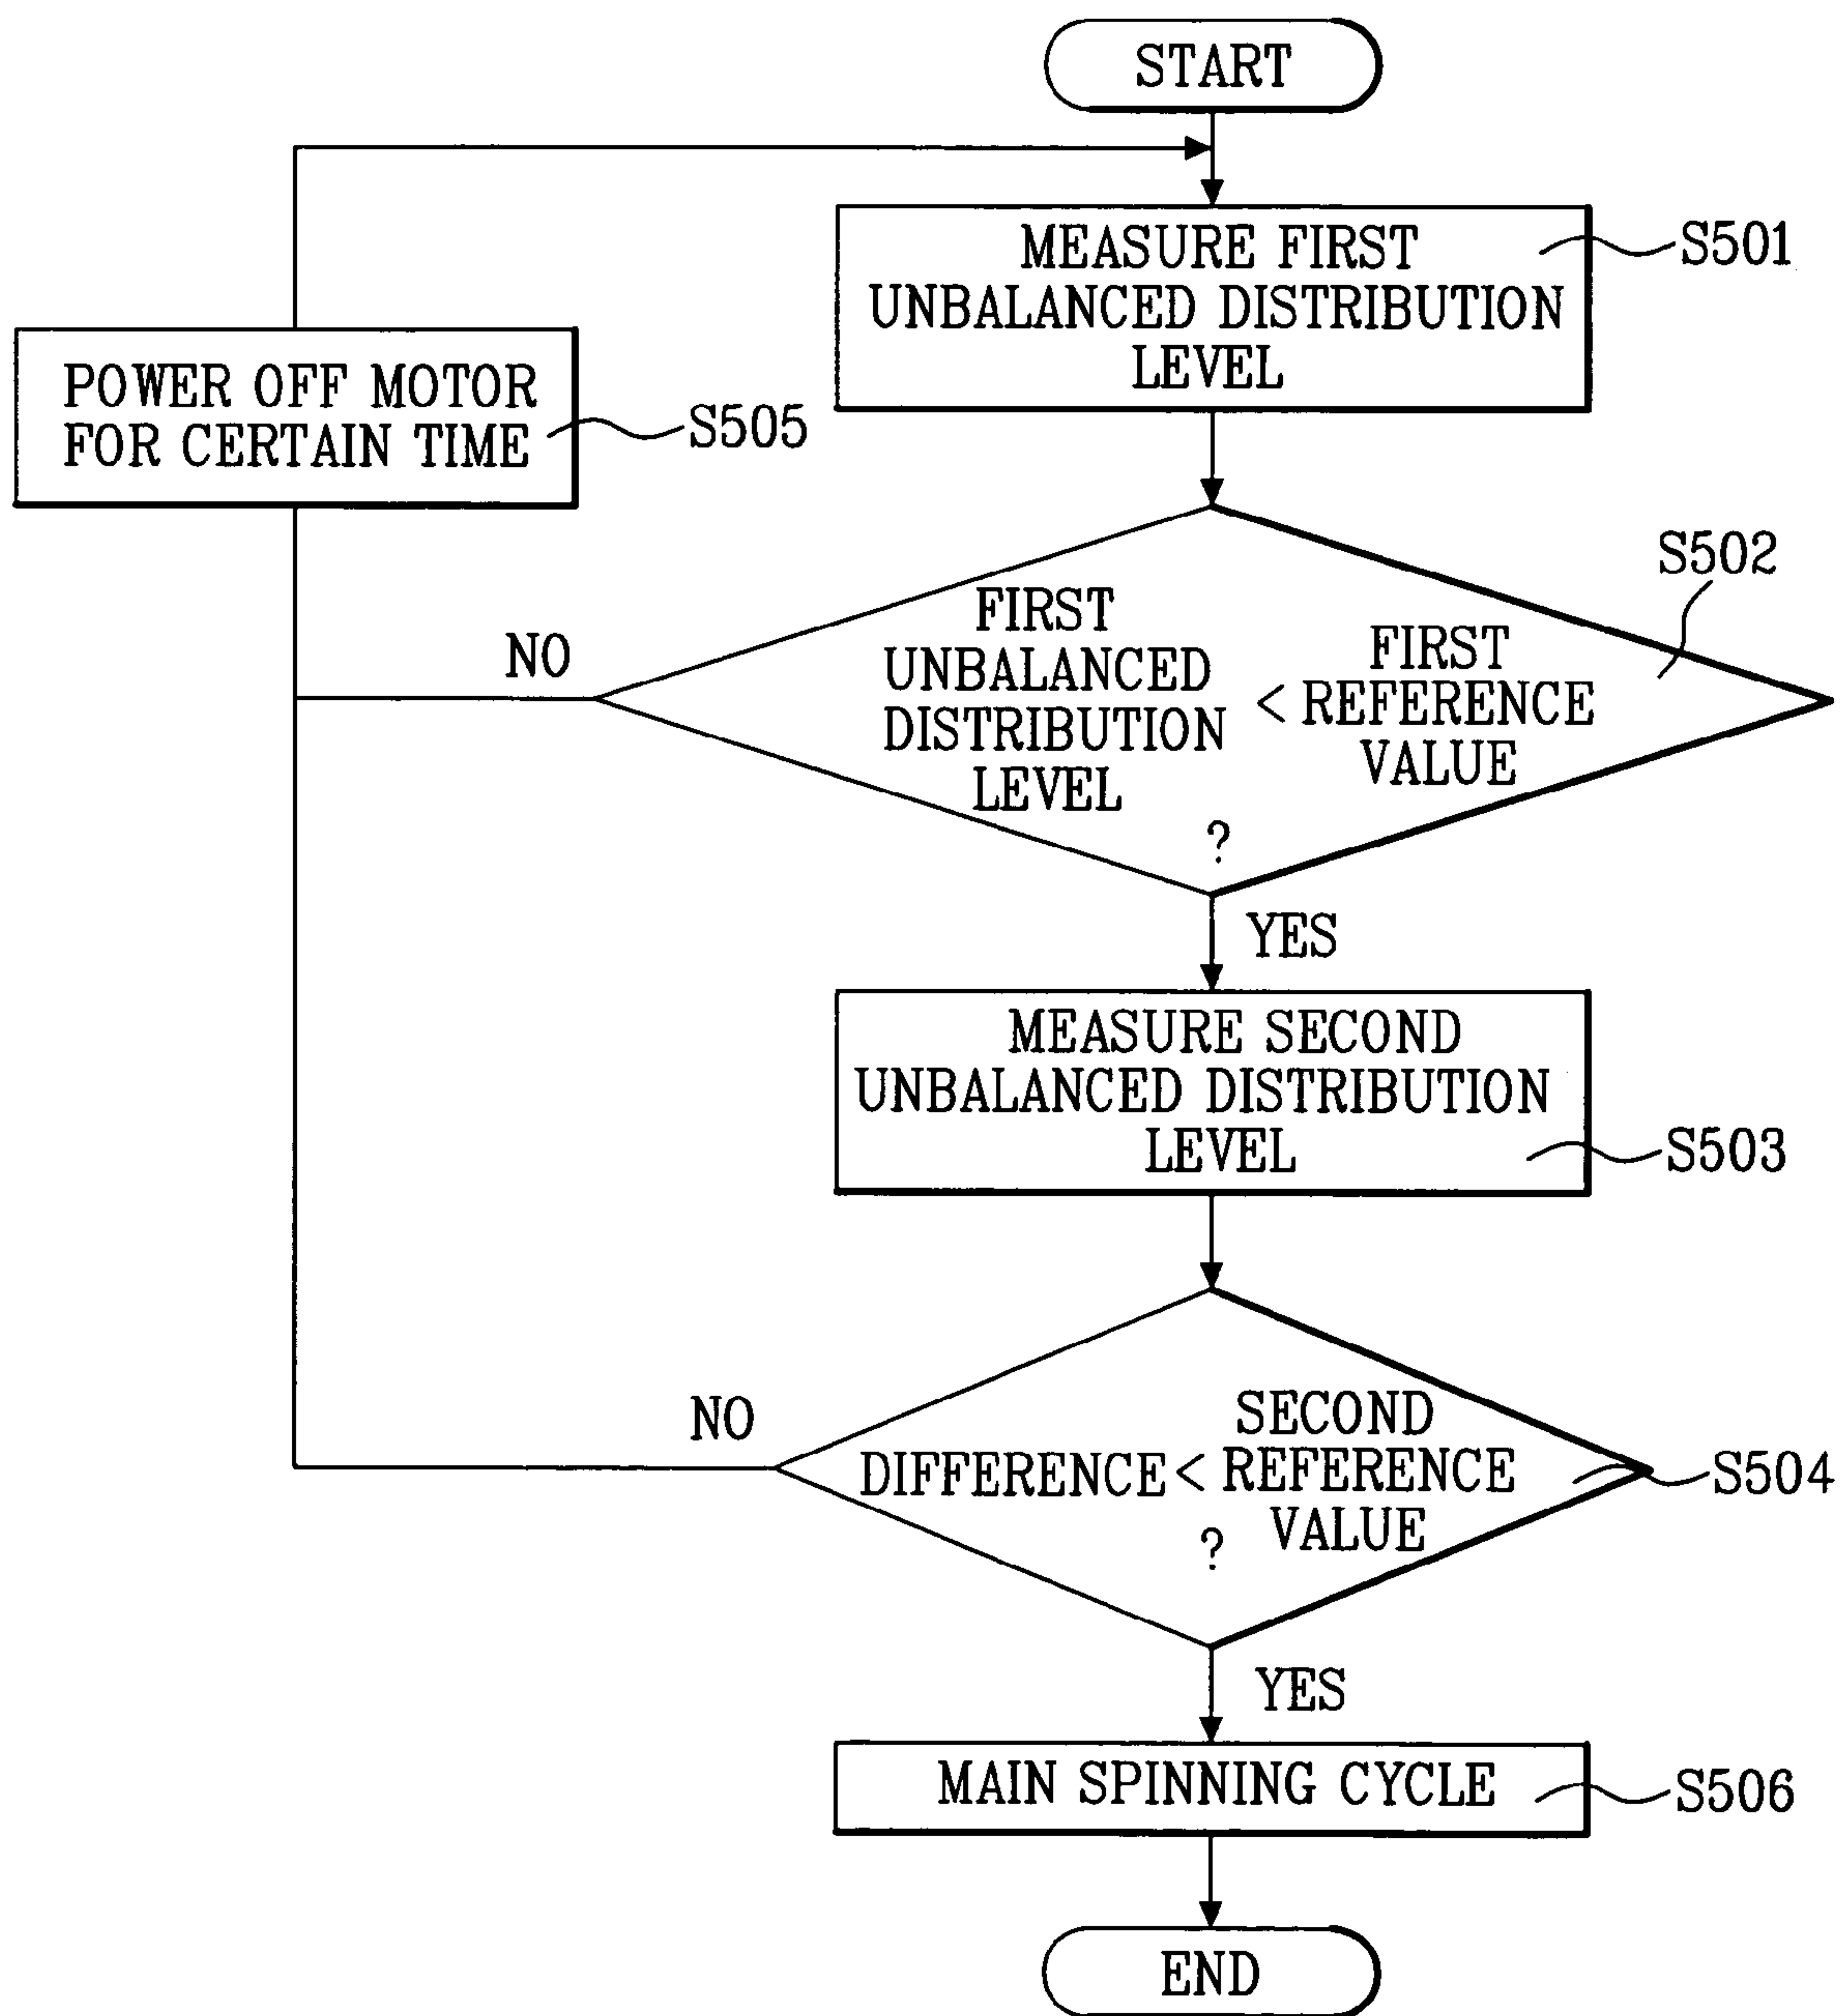 START
MEASURE FIRST
UNBALANCED DISTRIBUTION
LEVEL
S501
POWER OFF MOTOR
FOR CERTAIN TIME
S505
S502
FIRST
UNBALANCED
DISTRIBUTION
LEVEL
<
FIRST
REFERENCE
VALUE
?
NO
YES
MEASURE SECOND
UNBALANCED DISTRIBUTION
LEVEL
S503
NO
DIFFERENCE <
SECOND
REFERENCE
VALUE
?
S504
YES
MAIN SPINNING CYCLE
S506
END